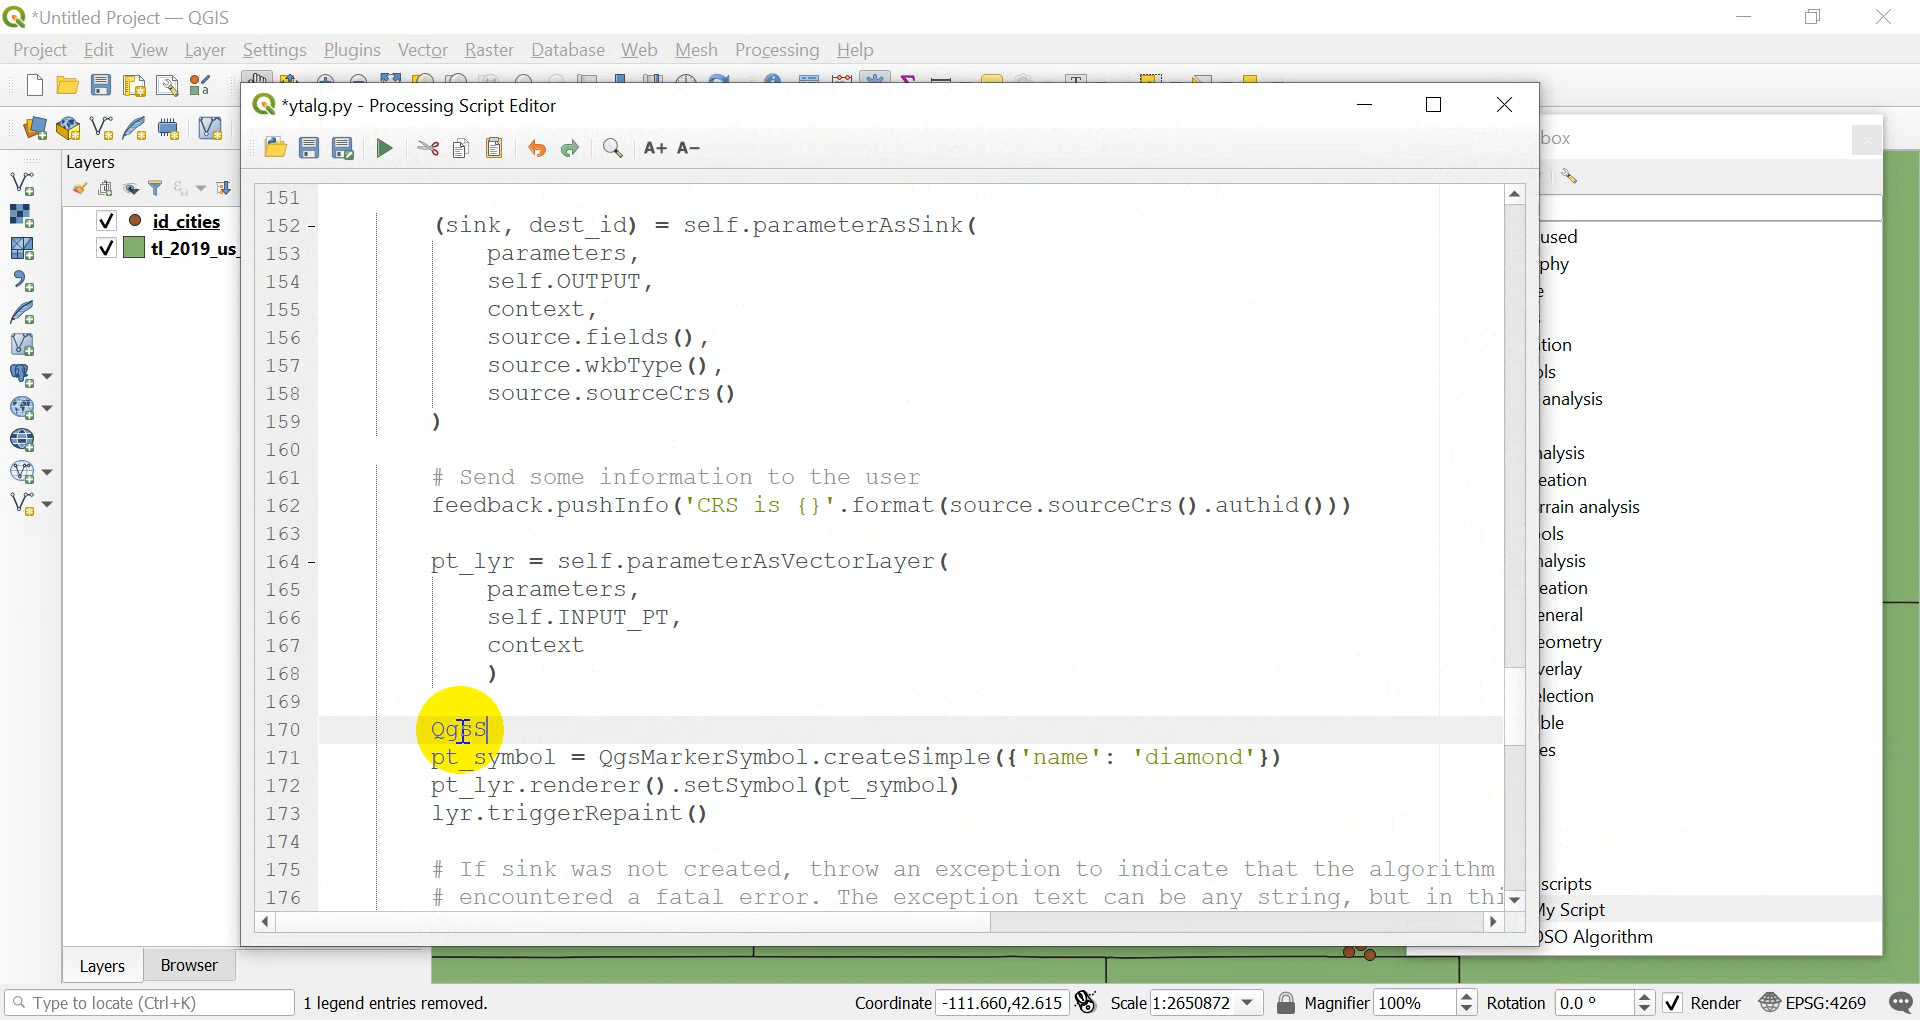 *Untitled Project — QGIS
Project Edit View Layer Settings Plugins Vector Raster Database Web Mesh Processing Help
*ytalg.py - Processing Script Editor
box
A+ A-
Layers
id_cities
tl_2019_us_
151
152 - (sink, dest_id) = self.parameterAsSink(
153 parameters,
154 self.OUTPUT,
155 context,
156 source.fields(),
157 source.wkbType(),
158 source.sourceCrs()
159 )
160
161 # Send some information to the user
162 feedback.pushInfo('CRS is {}'.format(source.sourceCrs().authid()))
163
164 - pt_lyr = self.parameterAsVectorLayer(
165 parameters,
166 self.INPUT_PT,
167 context
168 )
169
170 QgsS
171 pt_symbol = QgsMarkerSymbol.createSimple({'name': 'diamond'})
172 pt_lyr.renderer().setSymbol(pt_symbol)
173 lyr.triggerRepaint()
174
175 # If sink was not created, throw an exception to indicate that the algorithm
176 # encountered a fatal error. The exception text can be any string, but in thi
used
phy
e
tion
ols
analysis
nalysis
eation
rrain analysis
ols
nalysis
eation
eneral
eometry
verlay
election
ble
es
scripts
My Script
OSO Algorithm
Layers Browser
Type to locate (Ctrl+K) 1 legend entries removed. Coordinate -111.660,42.615 Scale 1:2650872 Magnifier 100% Rotation 0.0 ° Render EPSG:4269